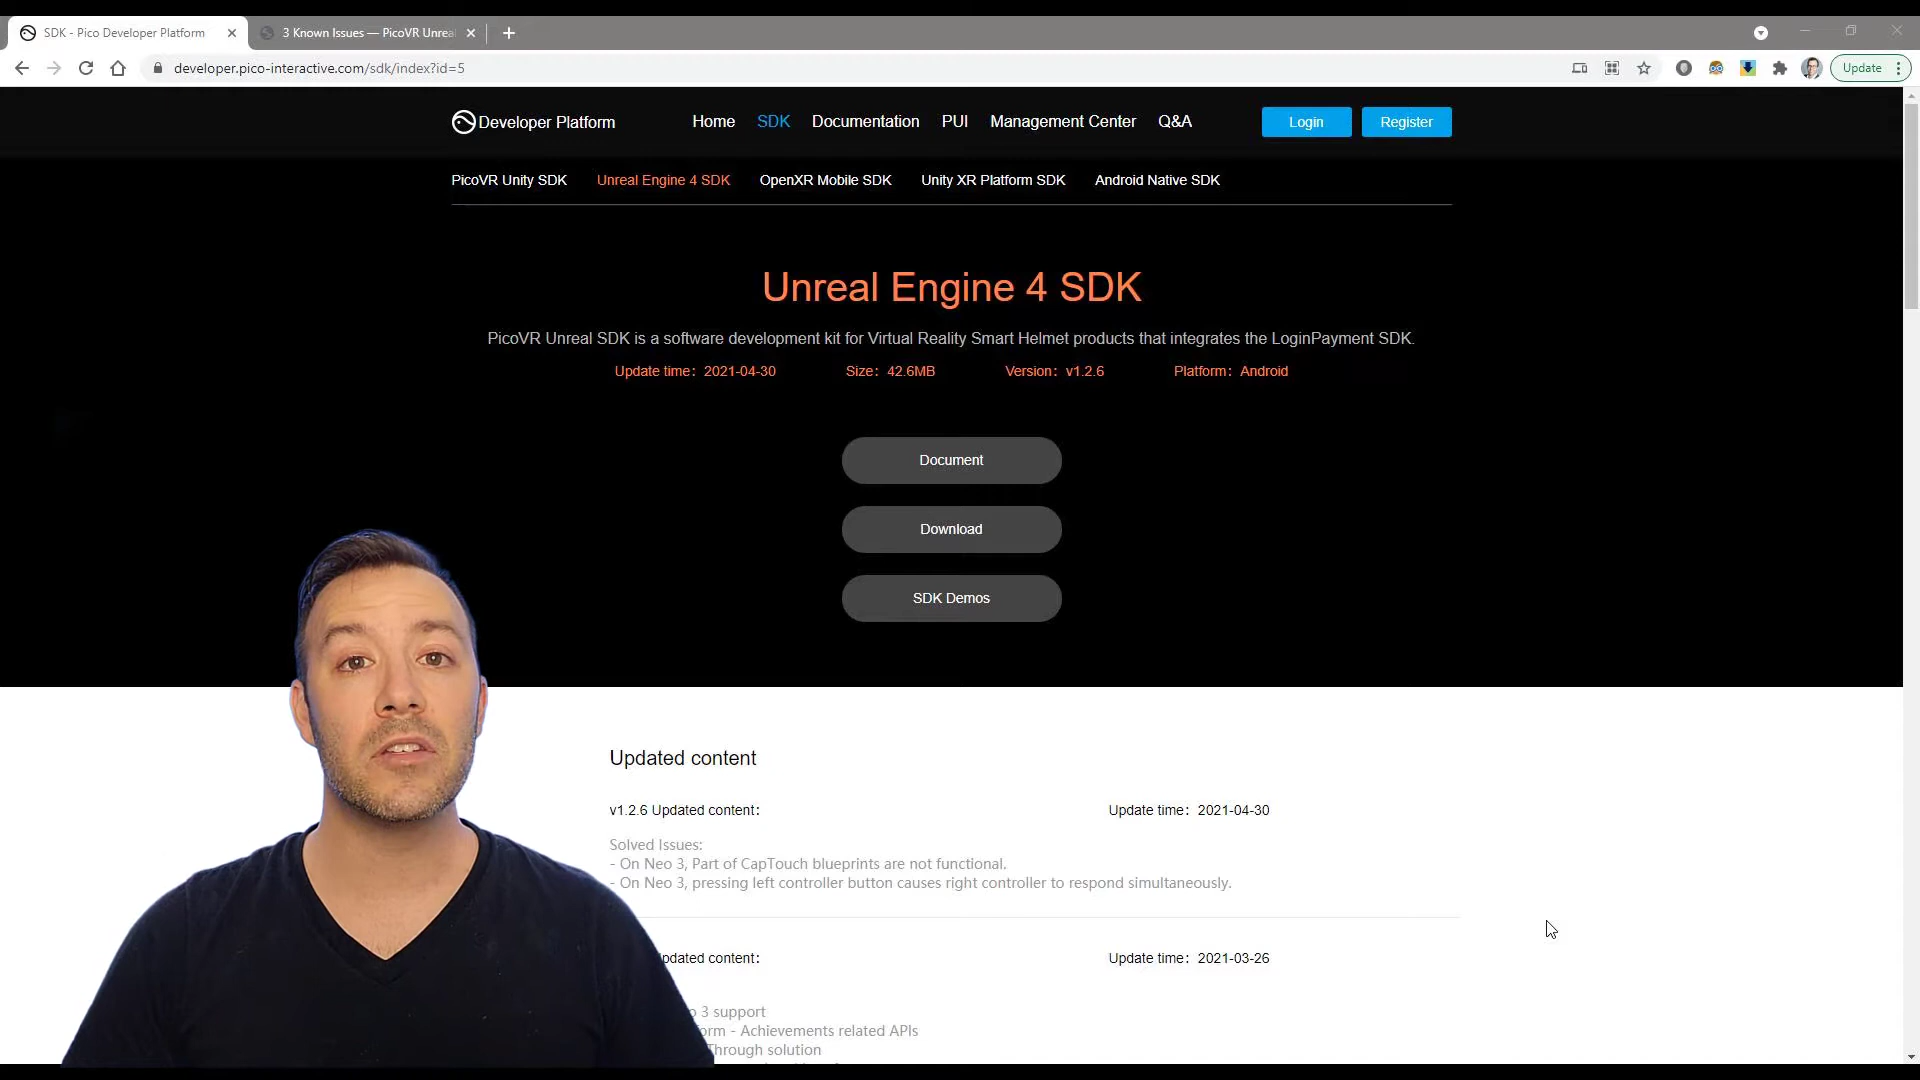 SDK - Pico Developer Platform
3 Known Issues — PicoVR Unreal
developer.pico-interactive.com/sdk/index?id=5
Update
Developer Platform
Home SDK Documentation PUI Management Center Q&A
Login Register
PicoVR Unity SDK Unreal Engine 4 SDK OpenXR Mobile SDK Unity XR Platform SDK Android Native SDK
Unreal Engine 4 SDK
PicoVR Unreal SDK is a software development kit for Virtual Reality Smart Helmet products that integrates the LoginPayment SDK.
Update time：2021-04-30 Size：42.6MB Version：v1.2.6 Platform：Android
Document
Download
SDK Demos
Updated content
v1.2.6 Updated content： Update time：2021-04-30
Solved Issues:
- On Neo 3, Part of CapTouch blueprints are not functional.
- On Neo 3, pressing left controller button causes right controller to respond simultaneously.
pdated content： Update time：2021-03-26
3 support
orm - Achievements related APIs
Through solution